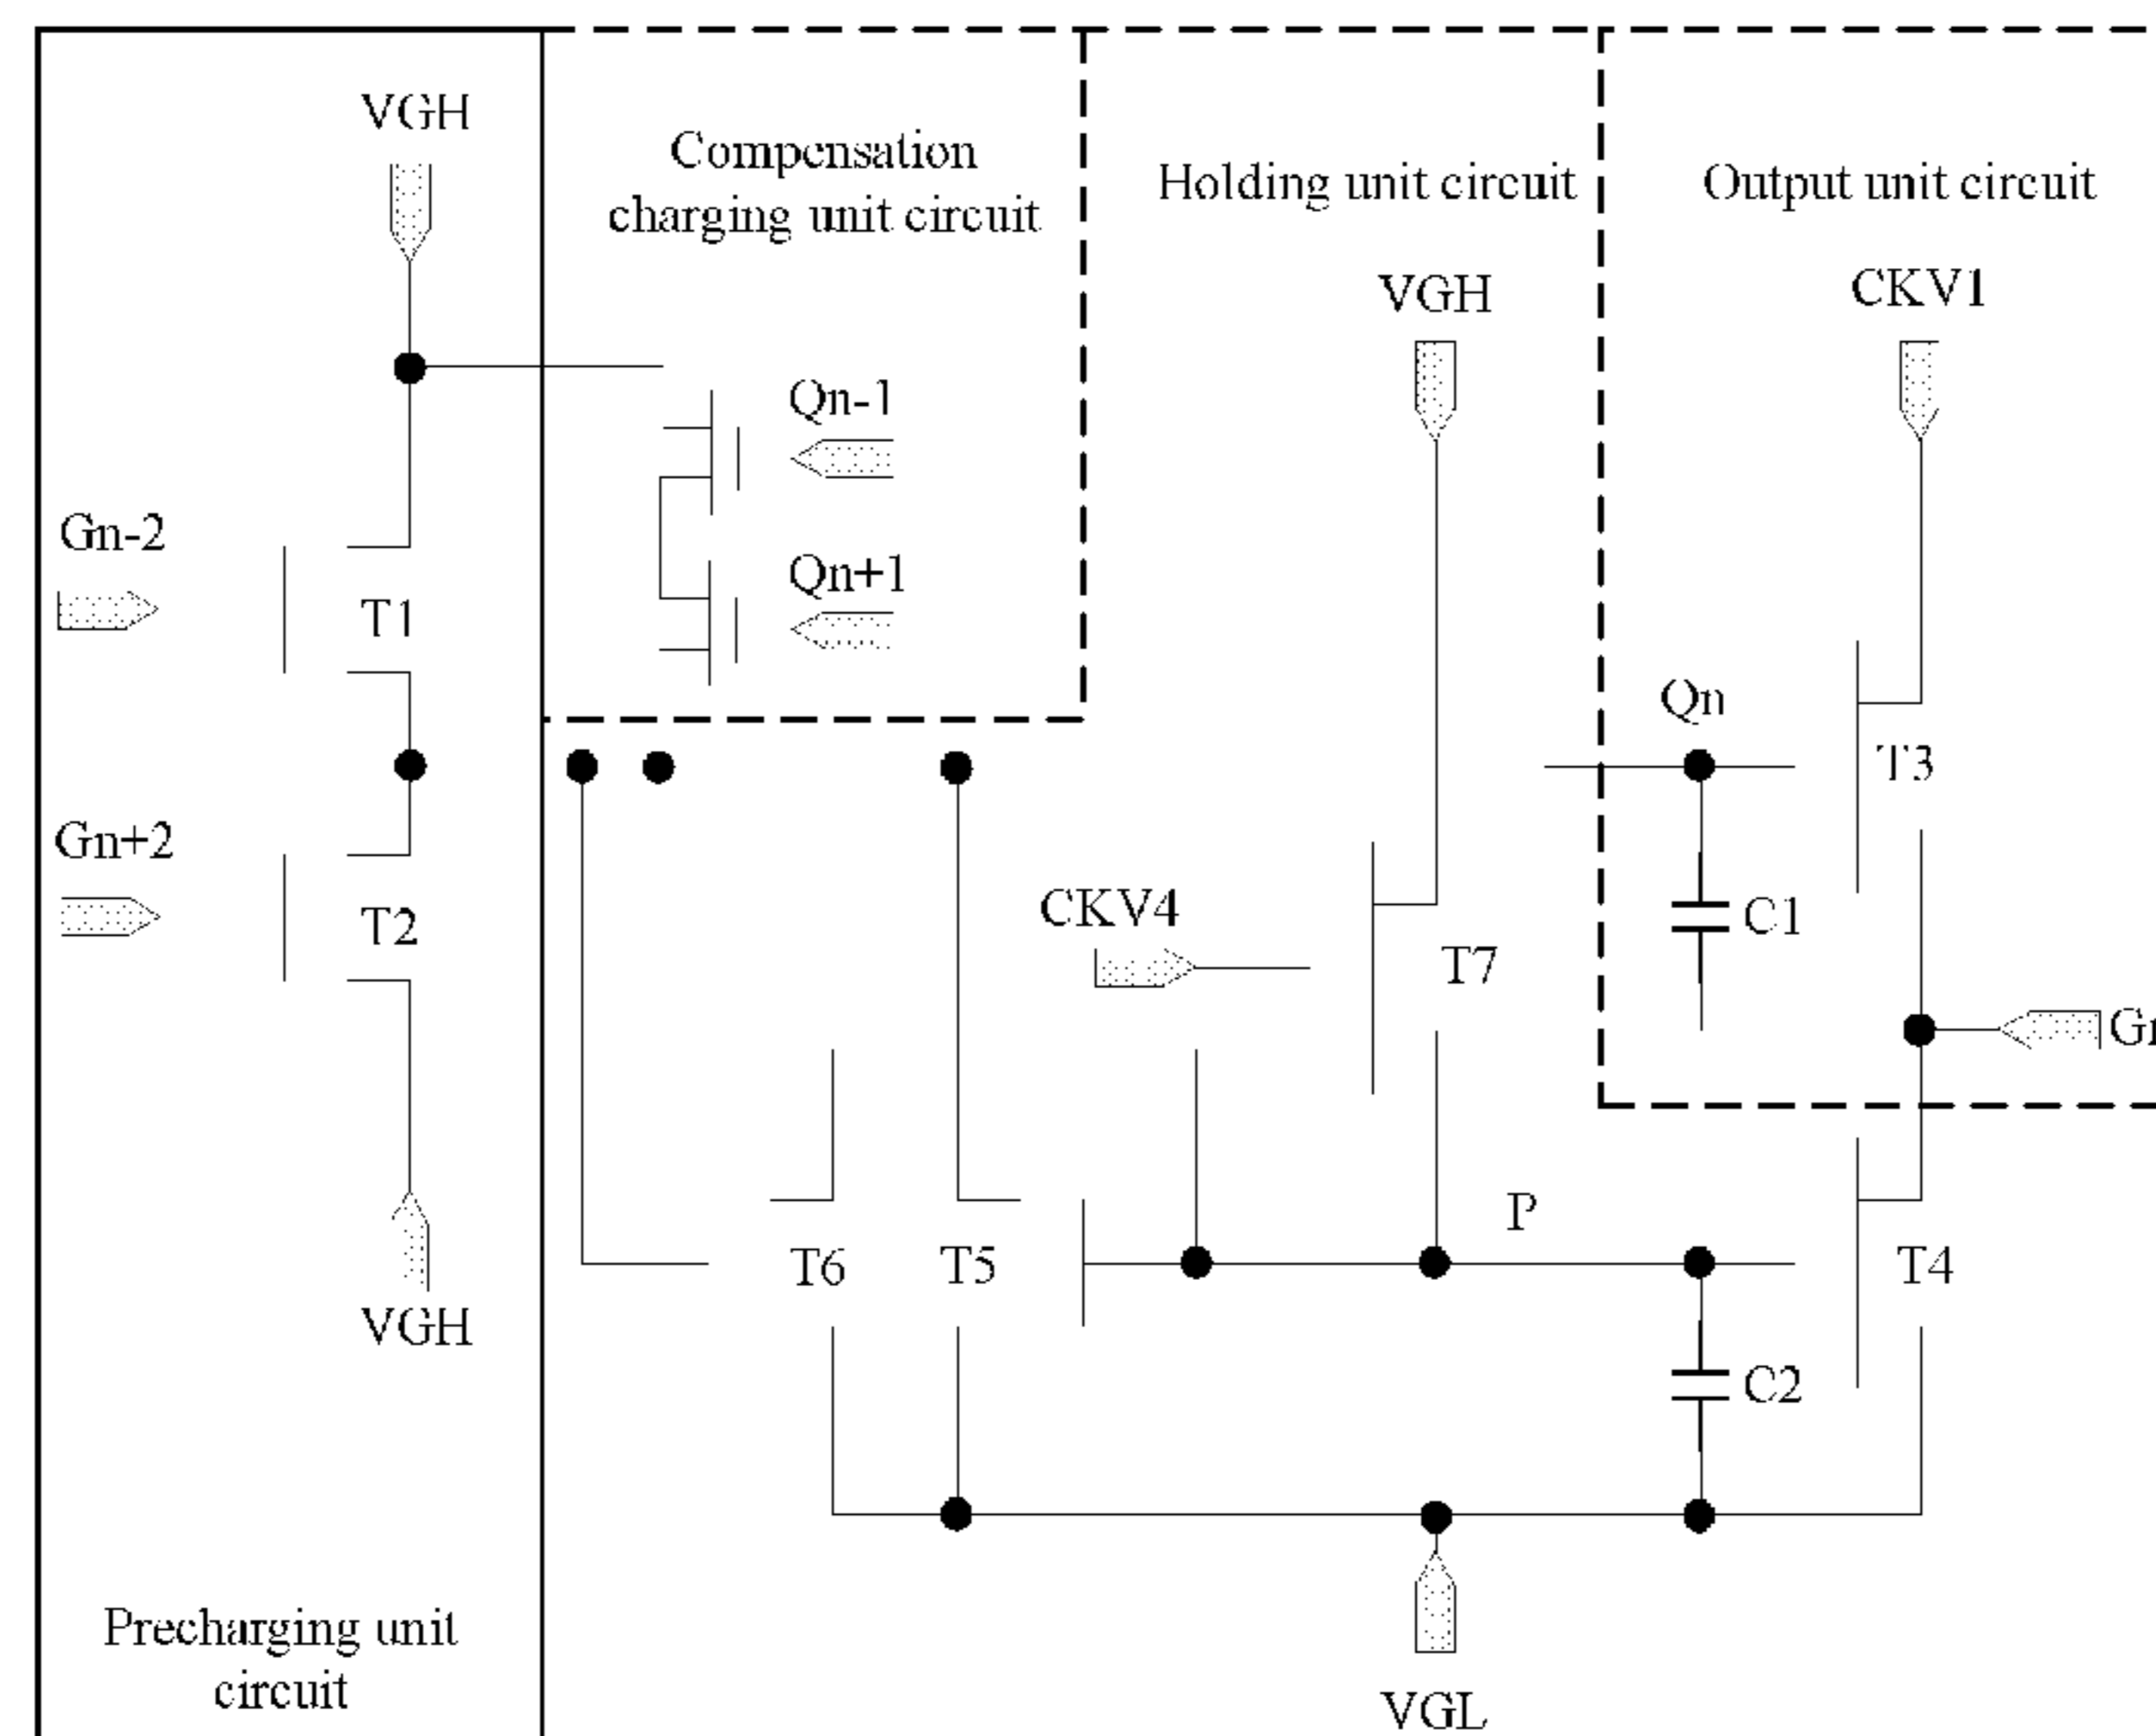 VGH
Compensation
charging unit circuit
Holding unit circuit
Output unit circuit
VGH
CKV1
Qn-1
Gn-2
Qn+1
T1
Qn
T3
Gn+2
CKV4
C1
T2
T7
P
T6
T5
T4
VGH
C2
Precharging unit
circuit
VGL